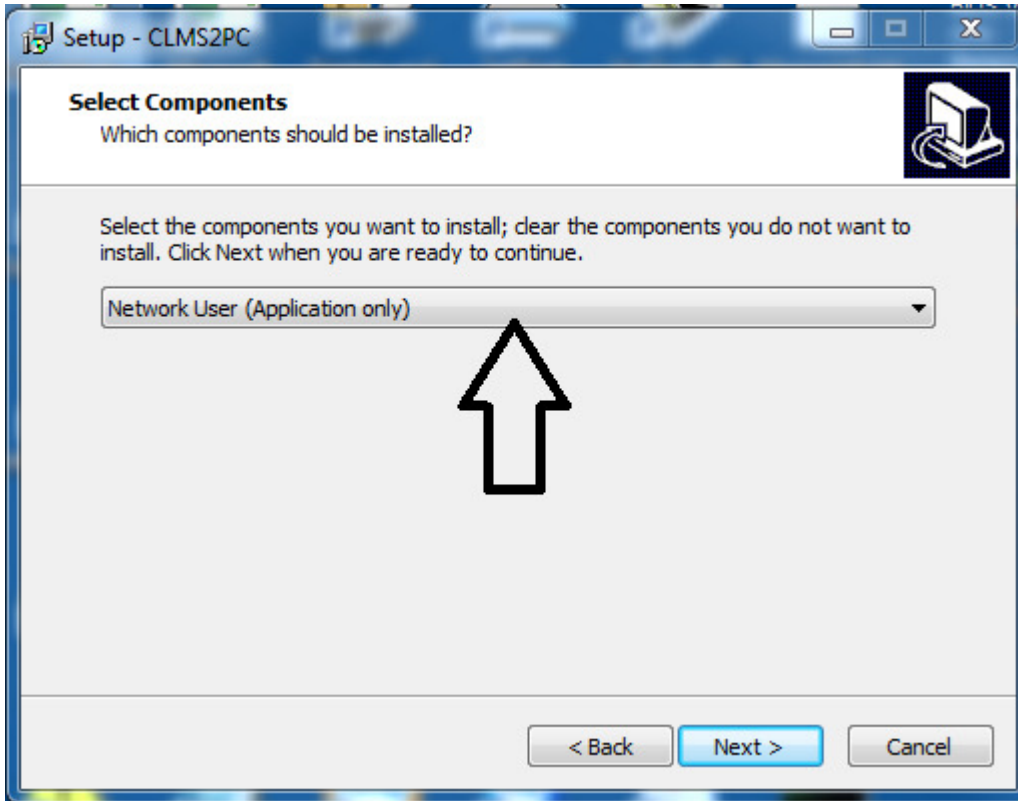 Setup - CLMS2PC
Select Components
Which components should be installed?
Select the components you want to install; clear the components you do not want to
install. Click Next when you are ready to continue.
Network User (Application only)
< Back
Next >
Cancel